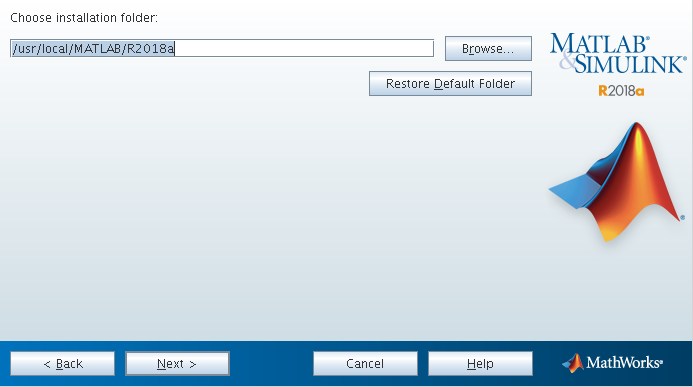 Choose installation folder:
/usr/local/MATLAB/R2018a
Browse...
Restore Default Folder
MATLAB®
&SIMULINK®
R2018a
< Back
Next >
Cancel
Help
MathWorks®